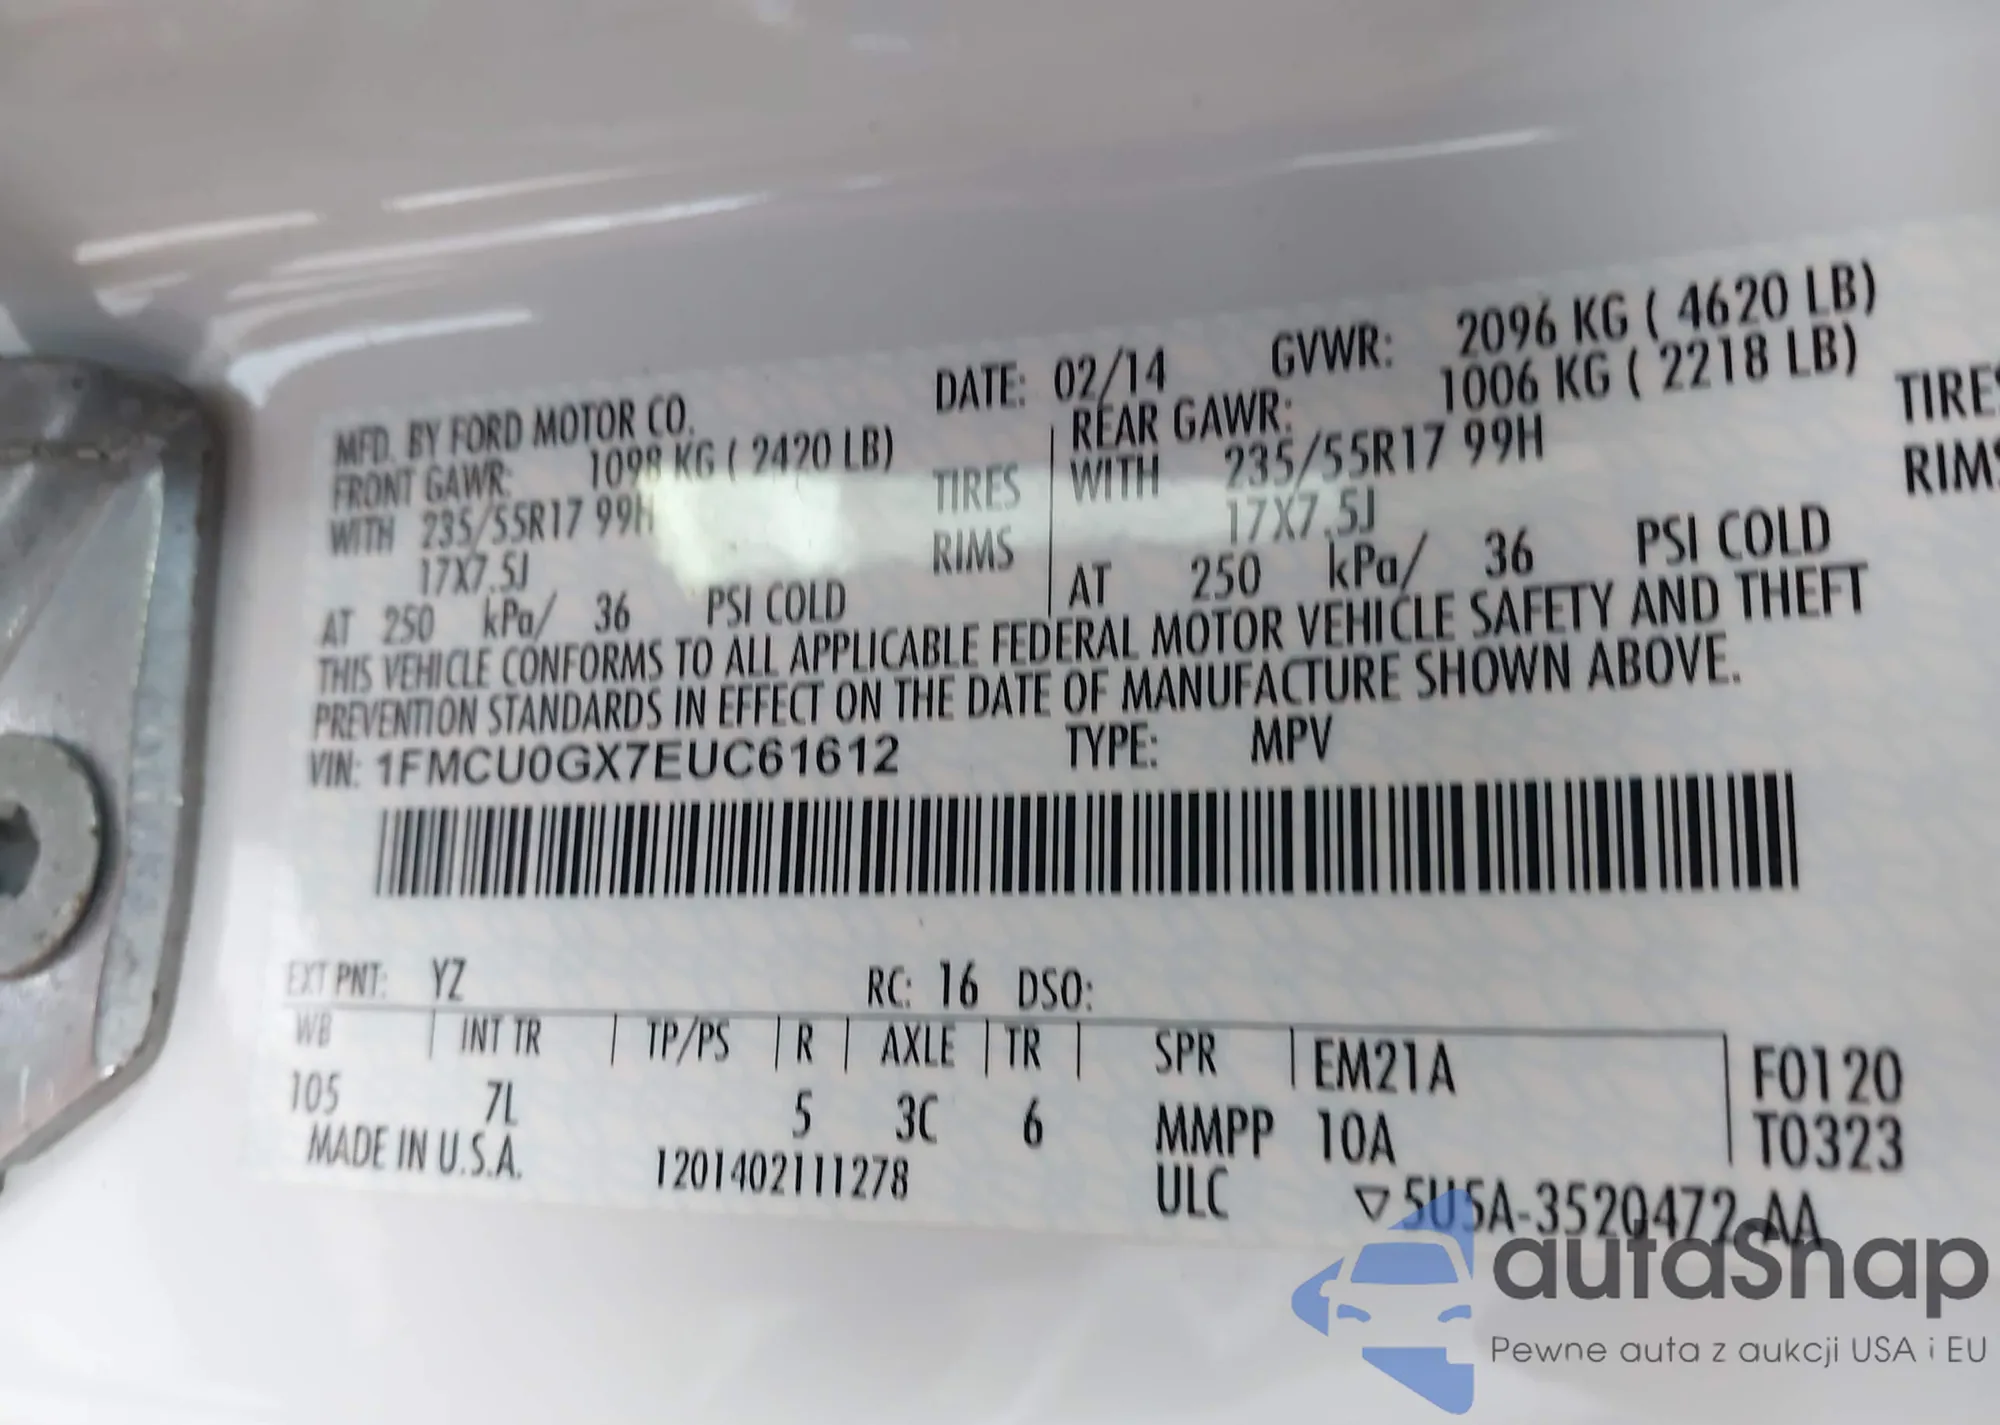 MFD. BY FORD MOTOR CO. DATE: 02/14 GVWR: 2096 KG ( 4620 LB)
FRONT GAWR: 1098 KG ( 2420 LB) REAR GAWR: 1006 KG ( 2218 LB)
WITH 235/55R17 99H TIRES WITH 235/55R17 99H TIRES
17X7.5J RIMS 17X7.5J RIMS
AT 250 kPa/ 36 PSI COLD AT 250 kPa/ 36 PSI COLD
THIS VEHICLE CONFORMS TO ALL APPLICABLE FEDERAL MOTOR VEHICLE SAFETY AND THEFT
PREVENTION STANDARDS IN EFFECT ON THE DATE OF MANUFACTURE SHOWN ABOVE.
VIN: 1FMCU0GX7EUC61612 TYPE: MPV
EXT PNT: YZ RC: 16 DSO:
WB | INT TR | TP/PS | R | AXLE | TR | SPR | EM21A F0120
105 7L 5 3C 6 MMPP 10A T0323
MADE IN U.S.A. 1201402111278 ULC ▽ 5U5A-3520472-AA
autaSnap
Pewne auta z aukcji USA i EU